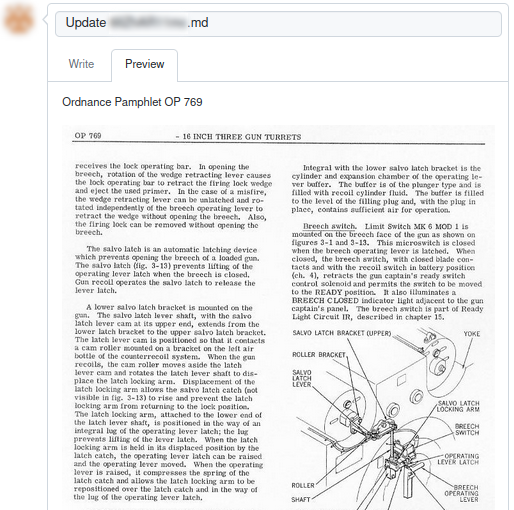 Update .md
Write Preview
Ordnance Pamphlet OP 769
OP 769 - 16 INCH THREE GUN TURRETS
receives the lock operating bar. In opening the
breech, rotation of the wedge retracting lever causes
the lock operating bar to retract the firing lock wedge
and eject the used primer. In the case of a misfire,
the wedge retracting lever can be unlatched and ro-
tated independently of the breech operating lever to
retract the wedge without opening the breech. Also,
the firing lock can be removed without opening the
breech.
The salvo latch is an automatic latching device
which prevents opening the breech of a loaded gun.
The salvo latch (fig. 3-13) prevents lifting of the
operating lever latch when the breech is closed.
Gun recoil operates the salvo latch to release the
lever latch.
A lower salvo latch bracket is mounted on the
gun. The salvo latch lever shaft, with the salvo
latch lever cam at its upper end, extends from the
lower latch bracket to the upper salvo latch bracket.
The latch lever cam is positioned so that it contacts
a cam roller mounted on a bracket on the left air
bottle of the counterrecoil system. When the gun
recoils, the cam roller moves aside the latch
lever cam and rotates the latch lever shaft to dis-
place the latch locking arm. Displacement of the
latch locking arm allows the salvo catch (not
visible in fig. 3-13) to rise and prevent the latch
locking arm from returning to the lock position.
The latch locking arm, attached to the lower end of
the latch lever shaft, is positioned in the way of an
integral lug of the operating lever latch; the lug
prevents lifting of the lever latch. When the latch
locking arm is held in its displaced position by the
latch catch, the operating lever latch can be raised
and the operating lever moved. When the operating
lever is raised, it compresses the spring of the
latch catch and allows the latch locking arm to be
repositioned over the latch catch and in the way of
the lug of the operating lever latch.
Integral with the lower salvo latch bracket is the
cylinder and expansion chamber of the operating le-
ver buffer. The buffer is of the plunger type and is
filled with recoil cylinder fluid. The buffer is filled
to the level of the filling plug and, with the plug in
place, contains sufficient air for operation.
Breech switch. Limit Switch MK 6 MOD 1 is
mounted on the breech face of the gun as shown on
figures 3-1 and 3-13. This microswitch is closed
when the breech operating lever is latched. When
closed, the breech switch, with closed blade con-
tacts and with the recoil switch in battery position
(ch. 4), retracts the gun captain's ready switch
control solenoid and permits the switch to be moved
to the READY position. It also illuminates a
BREECH CLOSED indicator light adjacent to the gun
captain's panel. The breech switch is part of Ready
Light Circuit IR, described in chapter 15.
SALVO LATCH BRACKET (UPPER)
YOKE
ROLLER BRACKET
SALVO
LATCH
LEVER
SALVO LATCH
LOCKING ARM
BREECH
SWITCH
OPERATING
LEVER LATCH
ROLLER
SHAFT
BREECH
OPERATING
LEVER